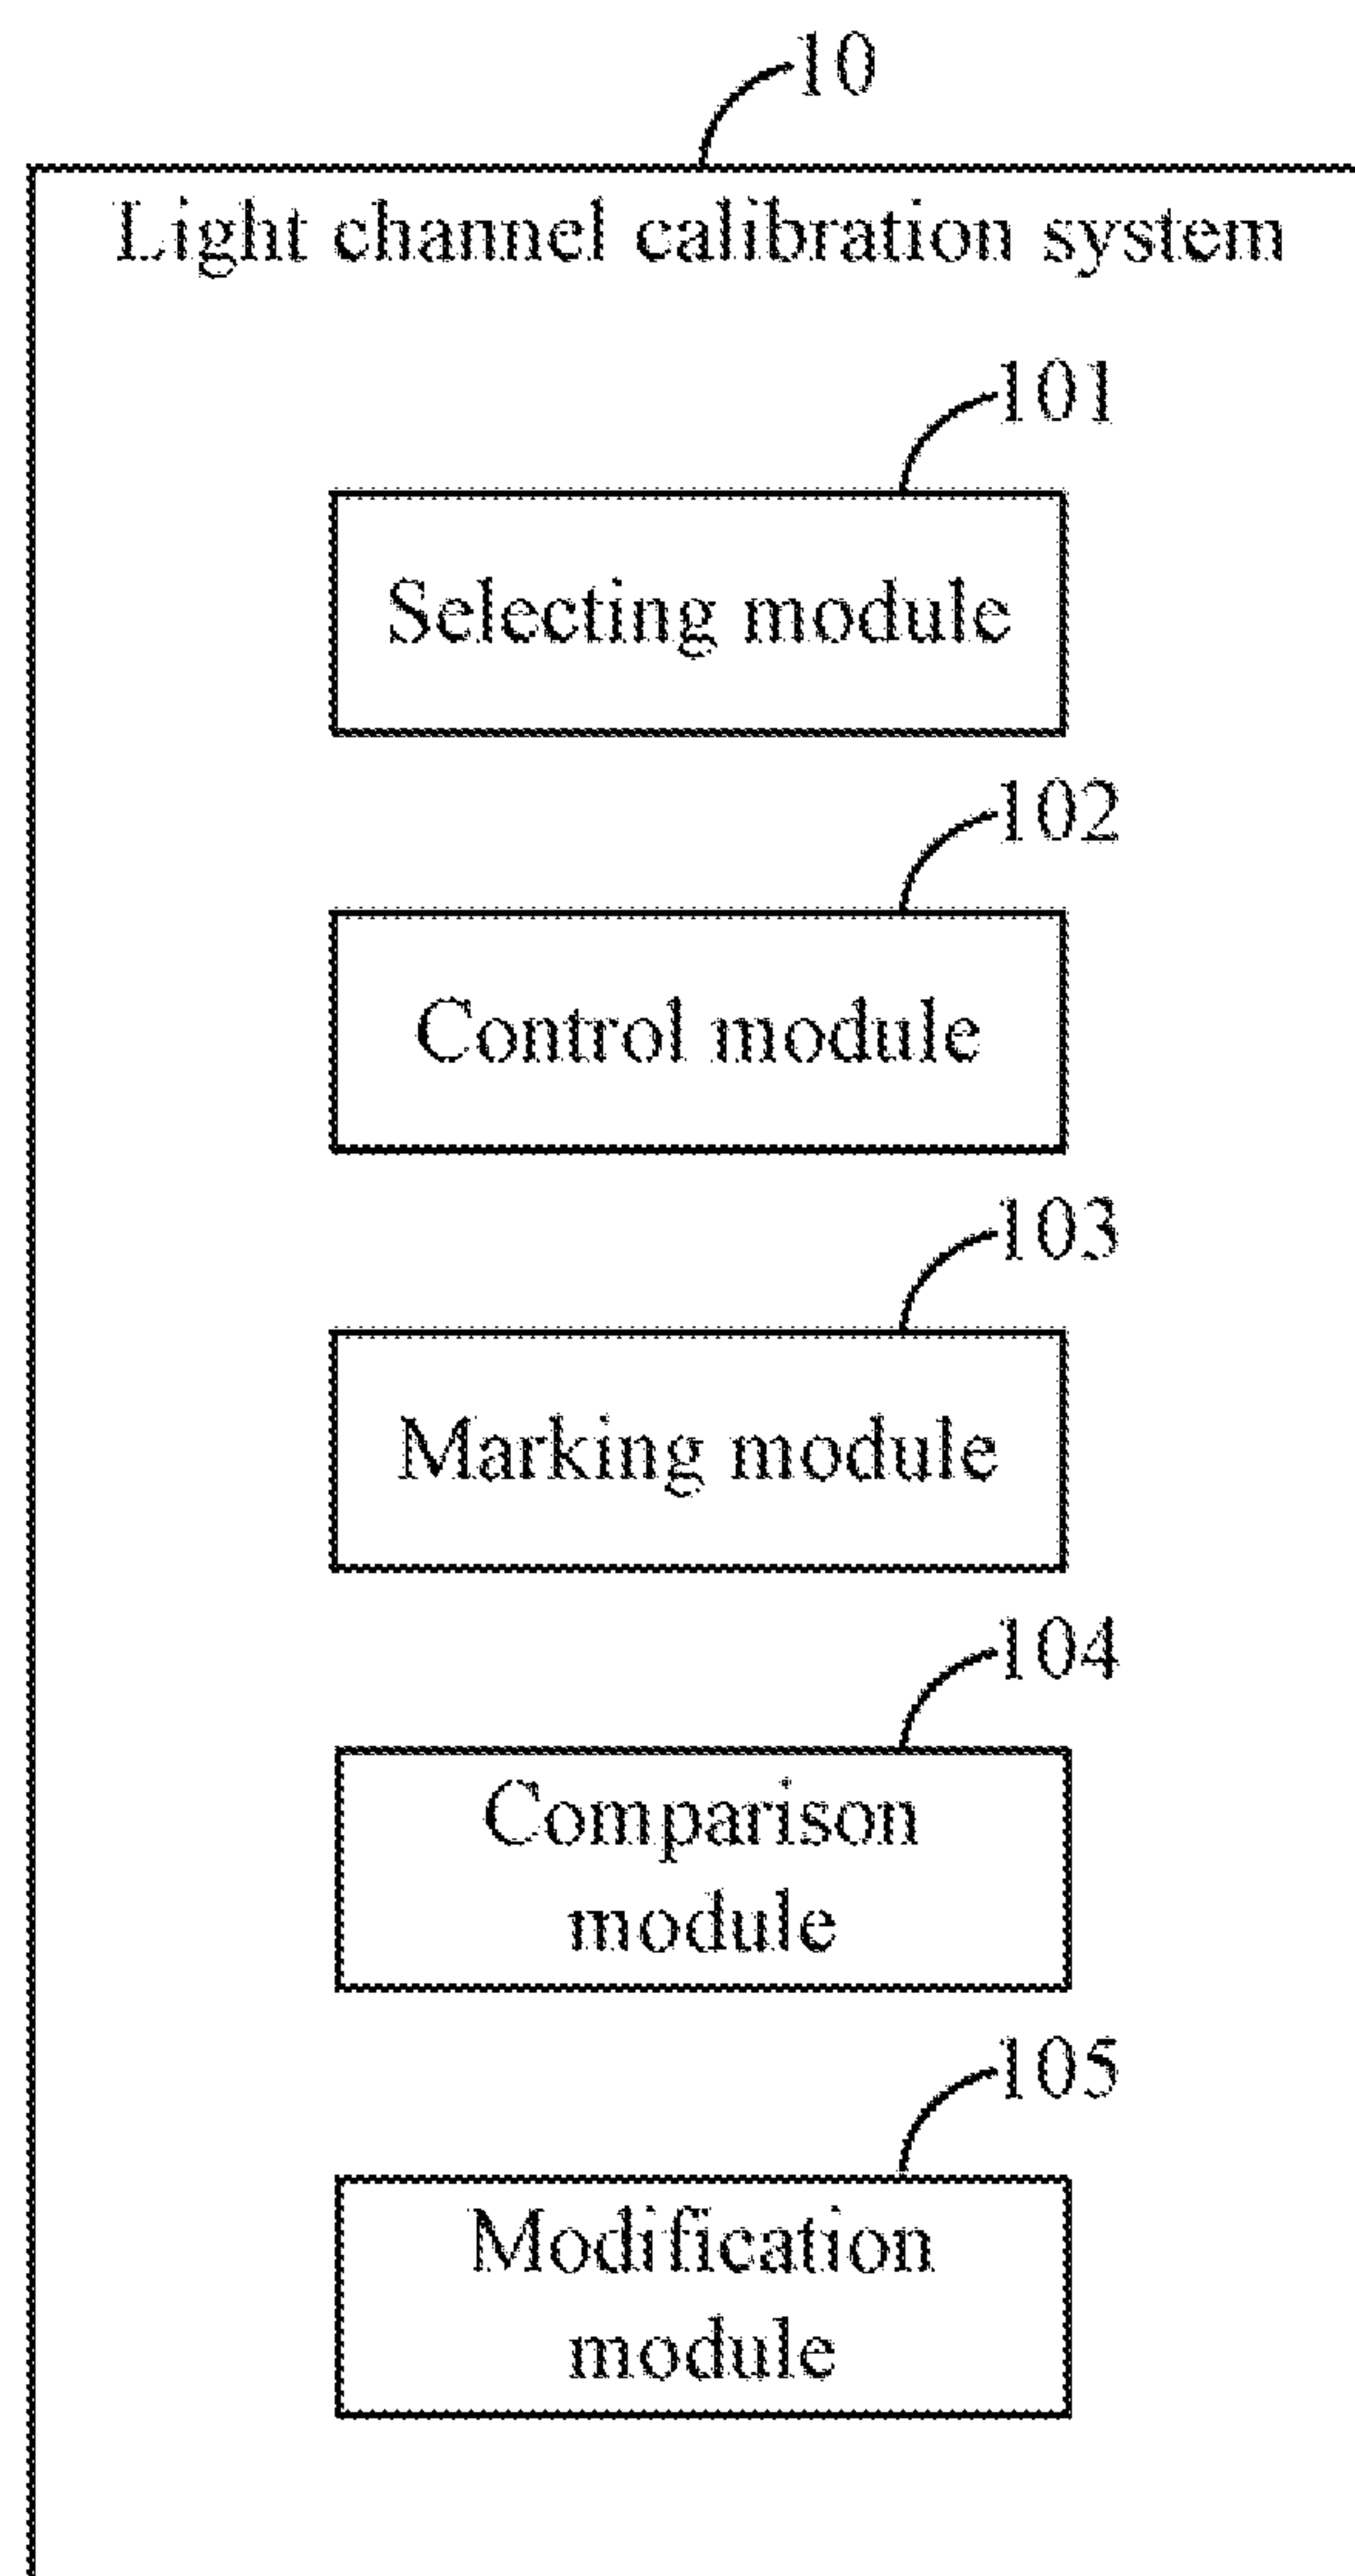 10
Light channel calibration system
101
Selecting module
102
Control module
103
Marking module
104
Comparison
module
105
Modification
module